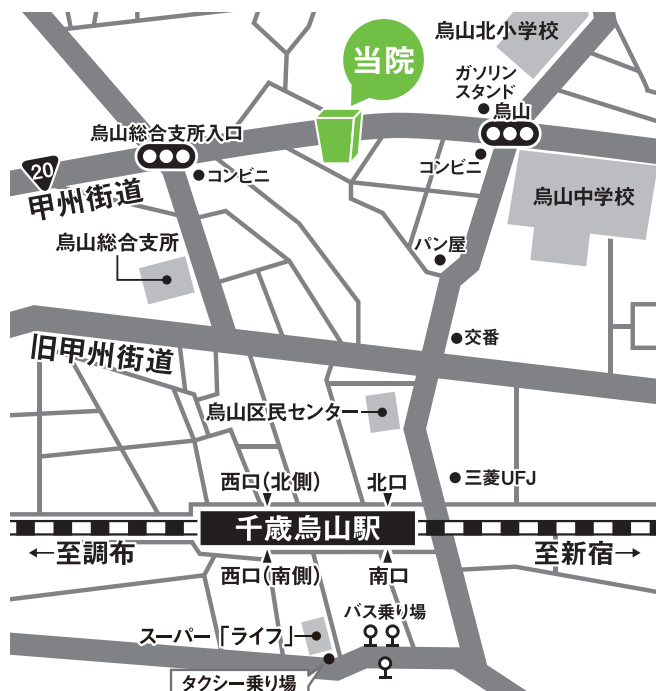 烏山北小学校
当院
ガソリン
スタンド
烏山
烏山総合支所入口
コンビニ
20
コンビニ
甲州街道
烏山中学校
烏山総合支所
パン屋
旧甲州街道
交番
烏山区民センター
三菱UFJ
西口(北側)
北口
千歳烏山駅
←至調布
至新宿→
西口(南側)
南口
バス乗り場
スーパー「ライフ」
タクシー乗り場